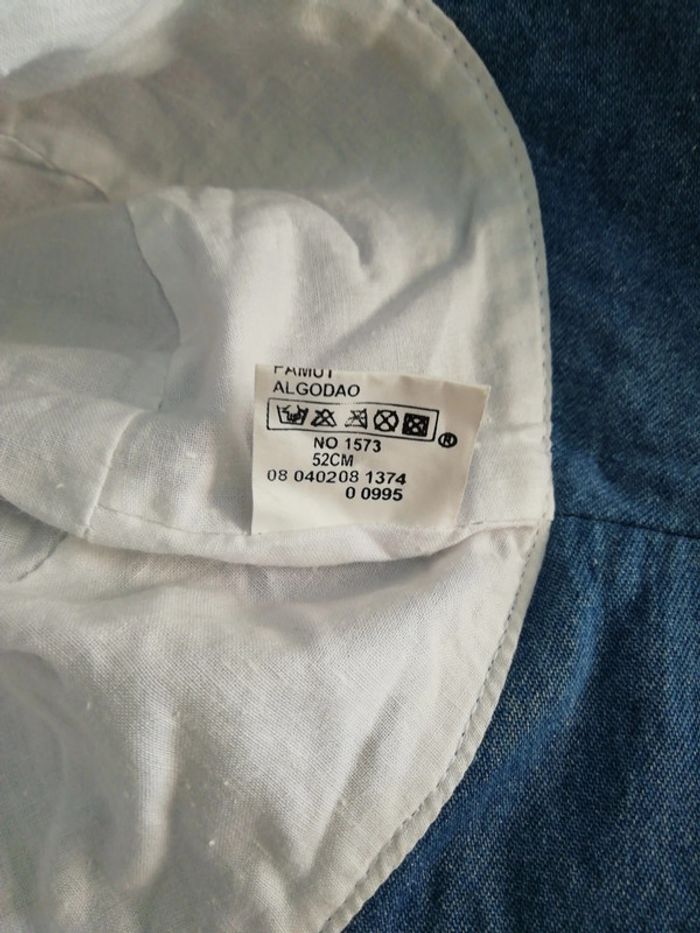 PAMUT
ALGODAO
®
NO 1573
52CM
08 040208 1374
0 0995